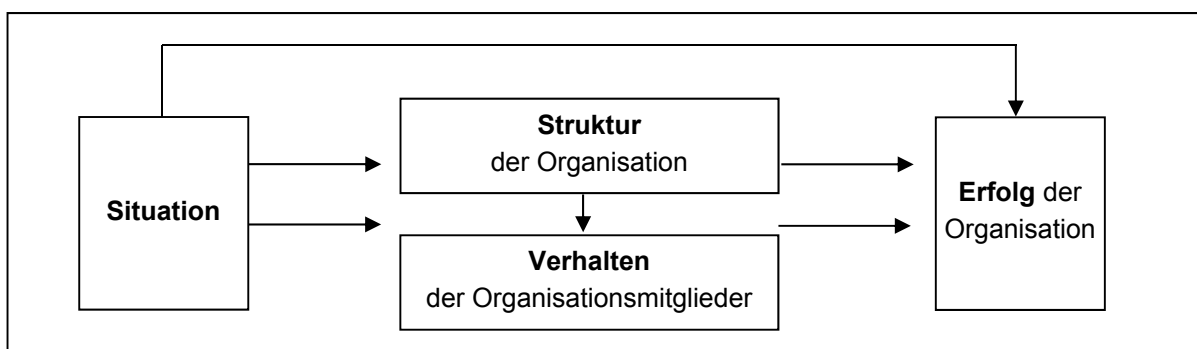 Struktur
der Organisation
Situation
Erfolg der
Organisation
Verhalten
der Organisationsmitglieder